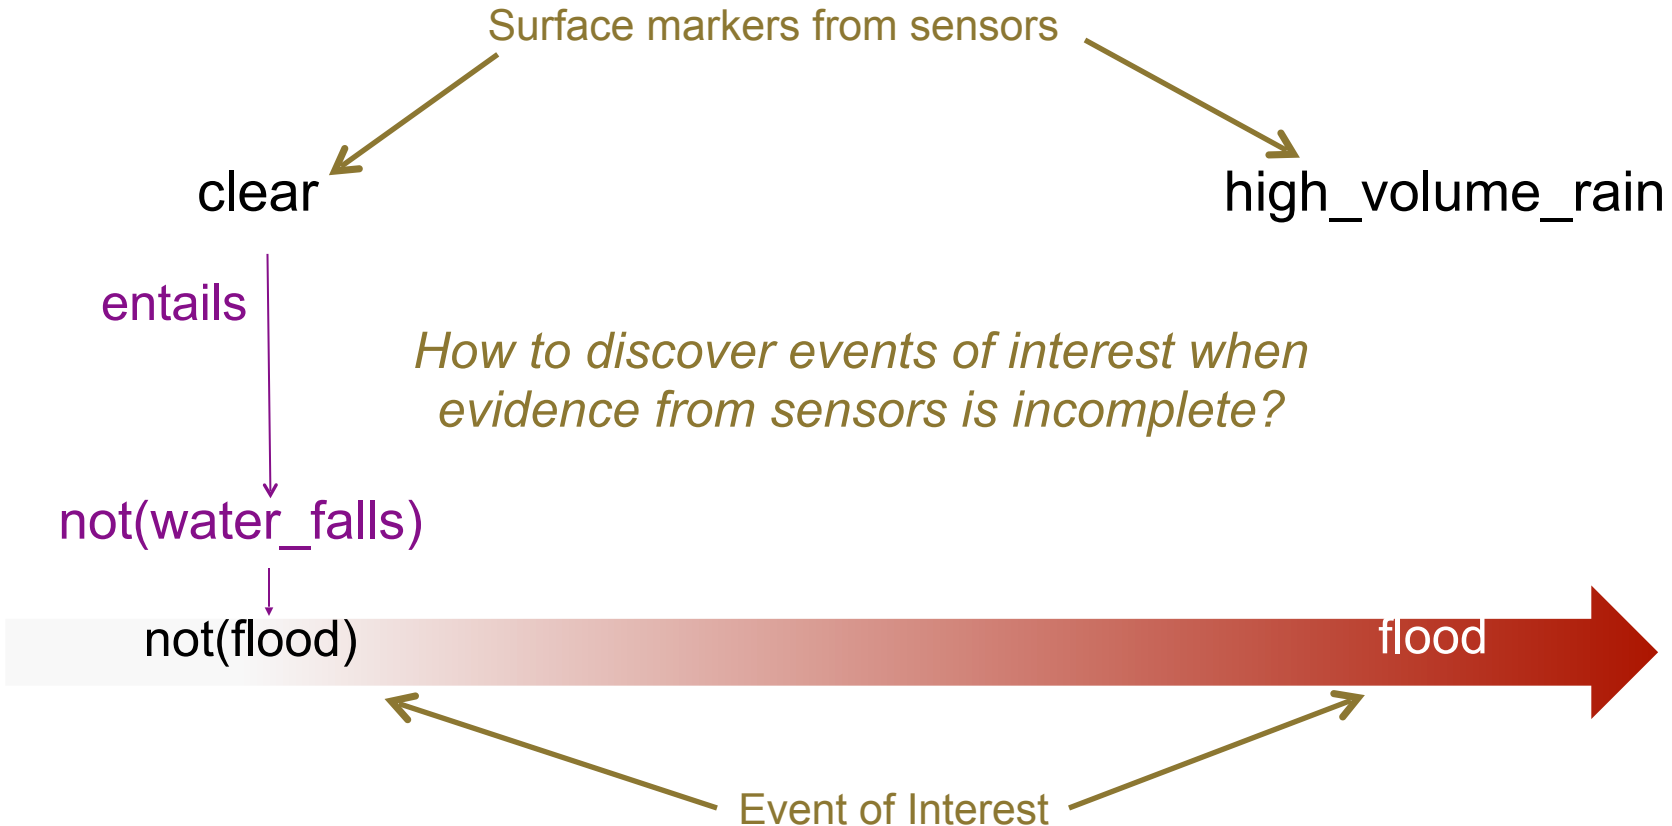 Surface markers from sensors
clear
high_volume_rain
entails
How to discover events of interest when
evidence from sensors is incomplete?
not(water_falls)
not(flood)
flood
Event of Interest